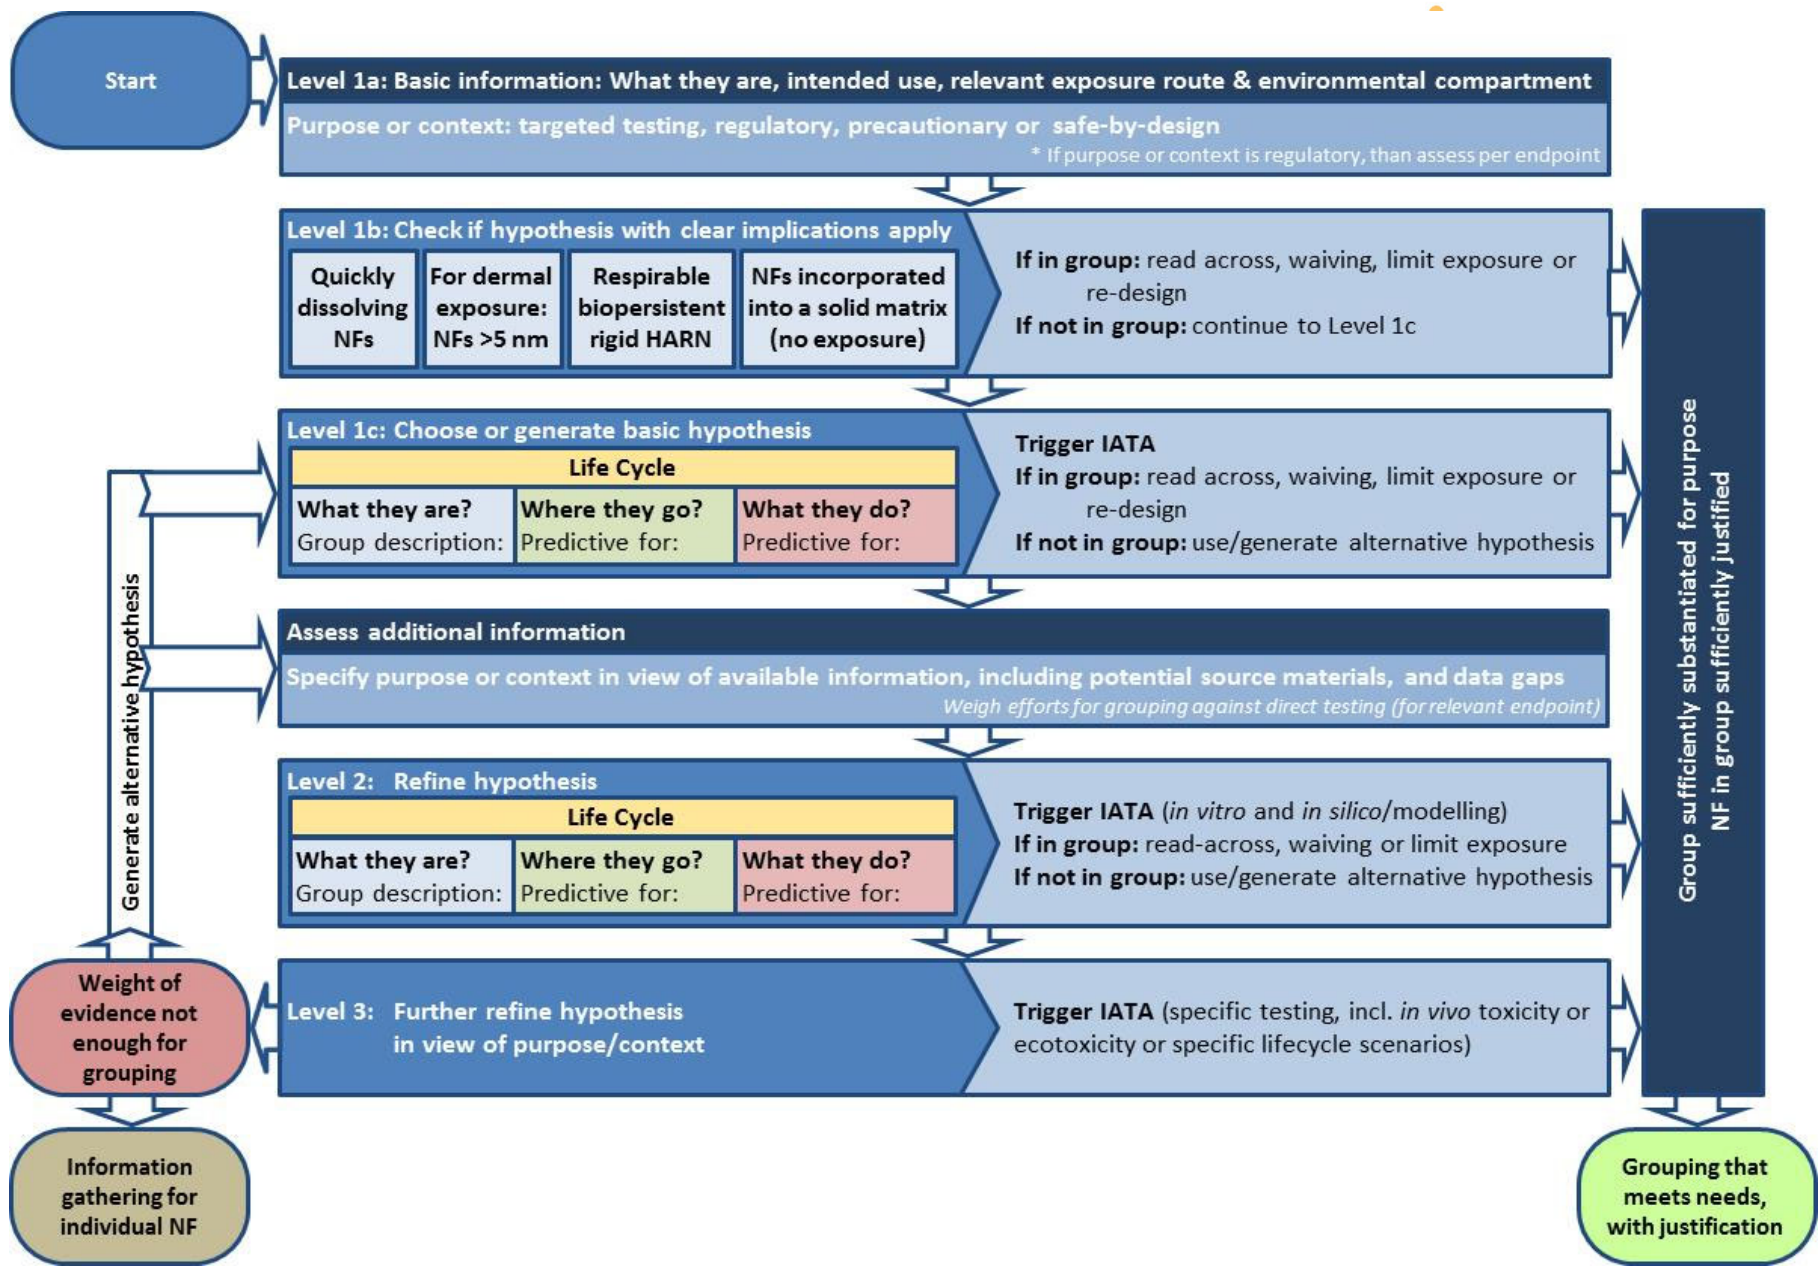 Start
Level 1a: Basic information: What they are, intended use, relevant exposure route & environmental compartment
Purpose or context: targeted testing, regulatory, precautionary or safe-by-design
* If purpose or context is regulatory, than assess per endpoint
Level 1b: Check if hypothesis with clear implications apply
Quickly
dissolving
NFs
For dermal
exposure:
NFs >5 nm
Respirable
biopersistent
rigid HARN
NFs incorporated
into a solid matrix
(no exposure)
If in group: read across, waiving, limit exposure or
re-design
If not in group: continue to Level 1c
Level 1c: Choose or generate basic hypothesis
Life Cycle
What they are?
Group description:
Where they go?
Predictive for:
What they do?
Predictive for:
Trigger IATA
If in group: read across, waiving, limit exposure or
re-design
If not in group: use/generate alternative hypothesis
Assess additional information
Specify purpose or context in view of available information, including potential source materials, and data gaps
Weigh efforts for grouping against direct testing (for relevant endpoint)
Level 2: Refine hypothesis
Life Cycle
What they are?
Group description:
Where they go?
Predictive for:
What they do?
Predictive for:
Trigger IATA (in vitro and in silico/modelling)
If in group: read-across, waiving or limit exposure
If not in group: use/generate alternative hypothesis
Level 3: Further refine hypothesis
in view of purpose/context
Trigger IATA (specific testing, incl. in vivo toxicity or
ecotoxicity or specific lifecycle scenarios)
Generate alternative hypothesis
Weight of
evidence not
enough for
grouping
Information
gathering for
individual NF
Group sufficiently substantiated for purpose
NF in group sufficiently justified
Grouping that
meets needs,
with justification